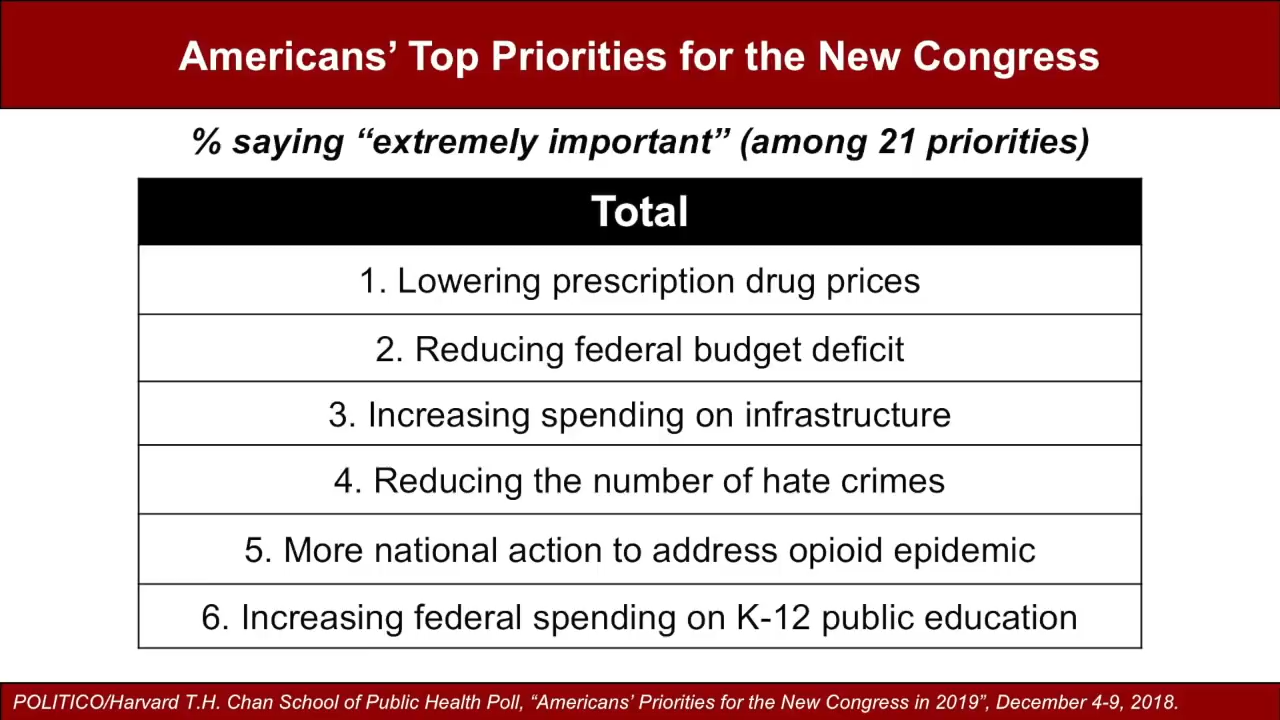 Americans’ Top Priorities for the New Congress
% saying “extremely important” (among 21 priorities)
Total
1. Lowering prescription drug prices
2. Reducing federal budget deficit
3. Increasing spending on infrastructure
4. Reducing the number of hate crimes
5. More national action to address opioid epidemic
6. Increasing federal spending on K-12 public education
POLITICO/Harvard T.H. Chan School of Public Health Poll, “Americans’ Priorities for the New Congress in 2019”, December 4-9, 2018.